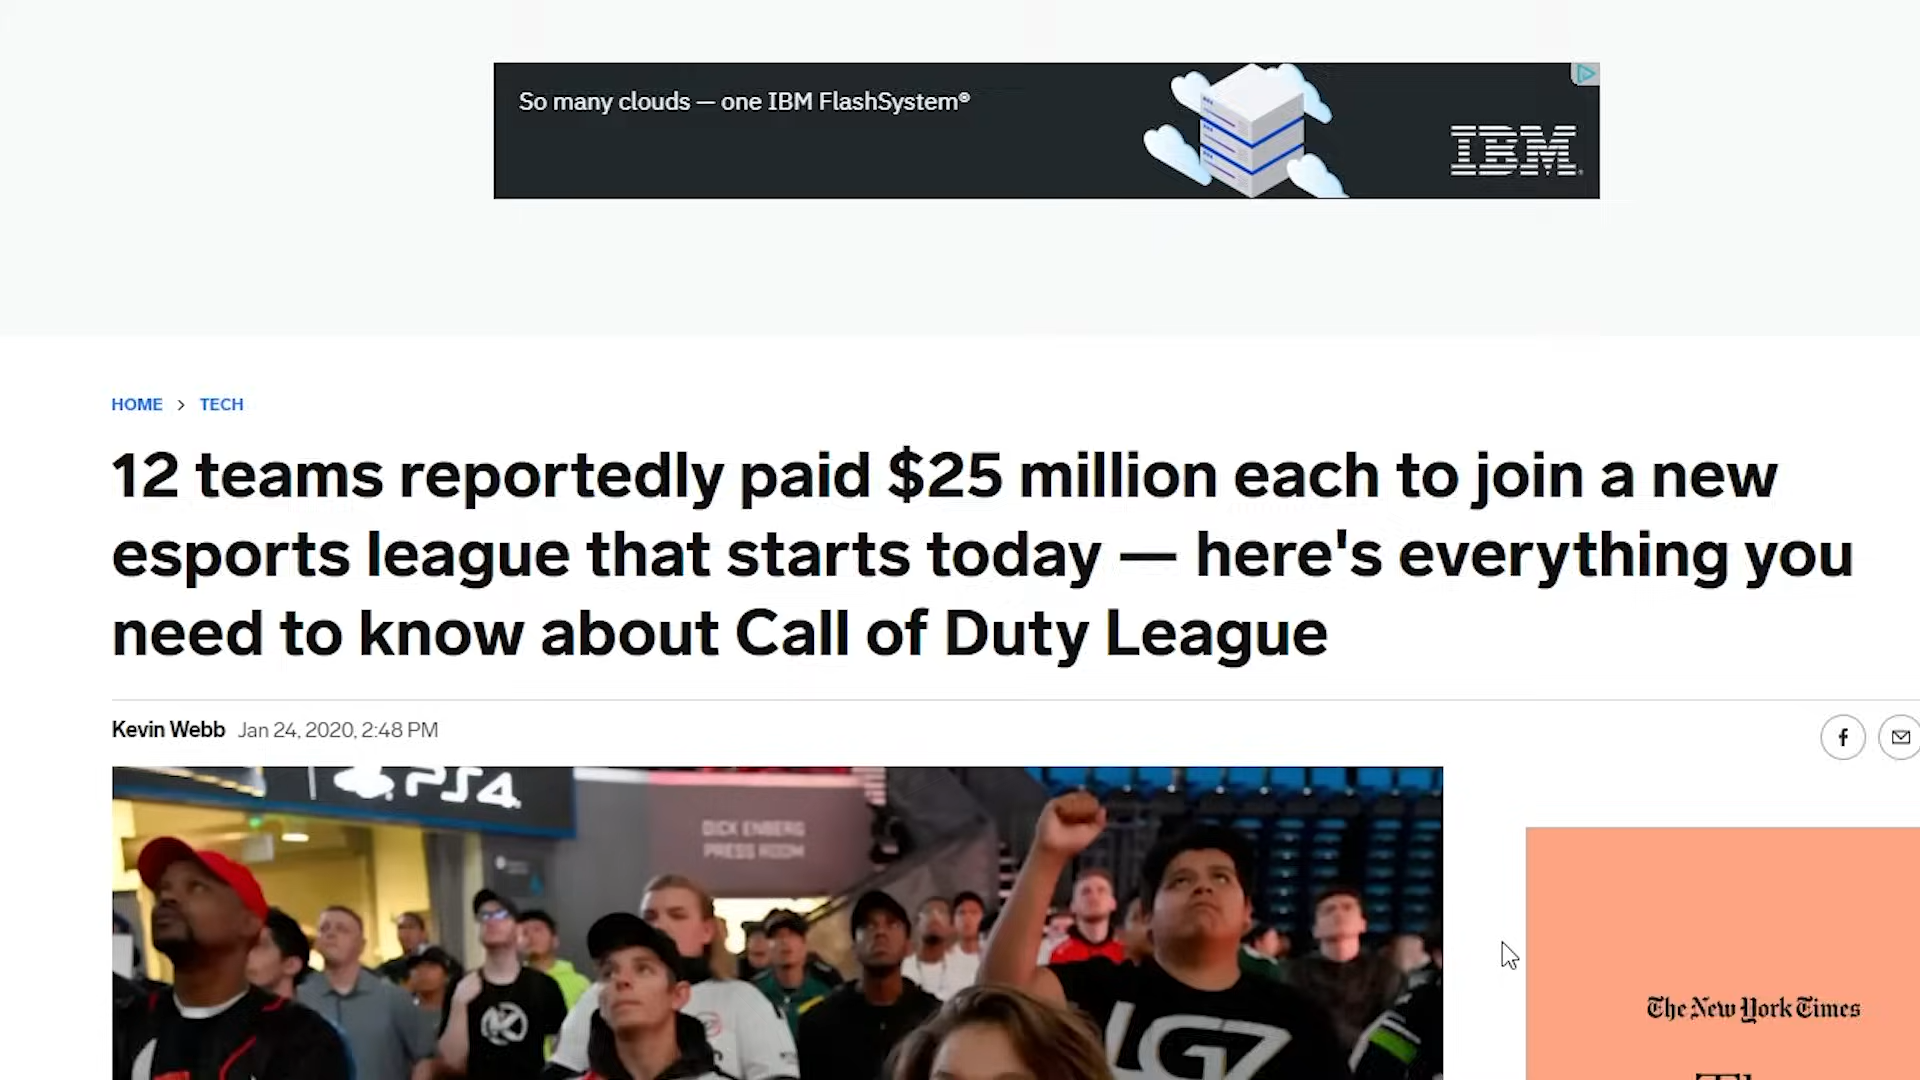 So many clouds — one IBM FlashSystem®
IBM
HOME > TECH
12 teams reportedly paid $25 million each to join a new
esports league that starts today — here's everything you
need to know about Call of Duty League
Kevin Webb Jan 24, 2020, 2:48 PM
PS4
DICK ENBERG
PRESS ROOM
The New York Times